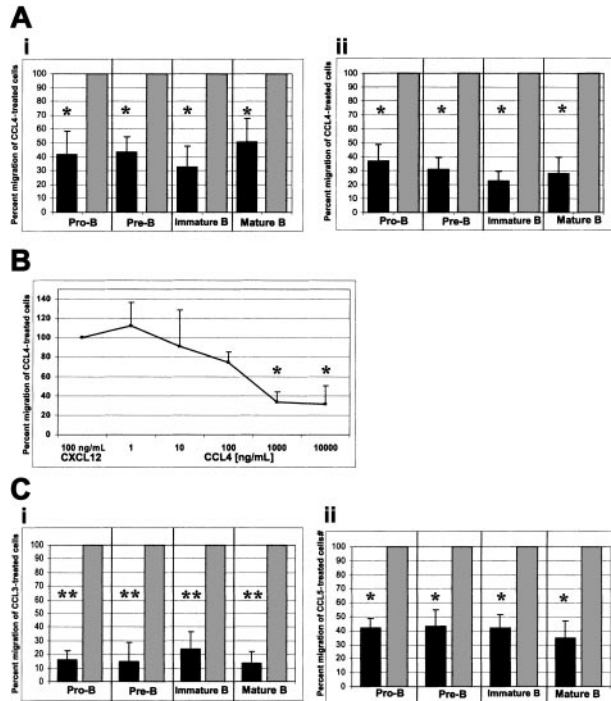 A
i
Percent migration of CCL4-treated cells
100
90
80
70
60
50
40
30
20
10
0
* * * *
Pro-B Pre-B Immature B Mature B
ii
Percent migration of CCL4-treated cells
100
90
80
70
60
50
40
30
20
10
0
* * * *
Pro-B Pre-B Immature B Mature B
B
Percent migration of CCL4-treated cells
140
120
100
80
60
40
20
0
* *
100 ng/mL 1 10 100 1000 10000
CXCL12 CCL4 [ng/mL]
C
i
Percent migration of CCL3-treated cells
100
90
80
70
60
50
40
30
20
10
0
** ** ** **
Pro-B Pre-B Immature B Mature B
ii
Percent migration of CCL5-treated cells#
100
90
80
70
60
50
40
30
20
10
0
* * * *
Pro-B Pre-B Immature B Mature B